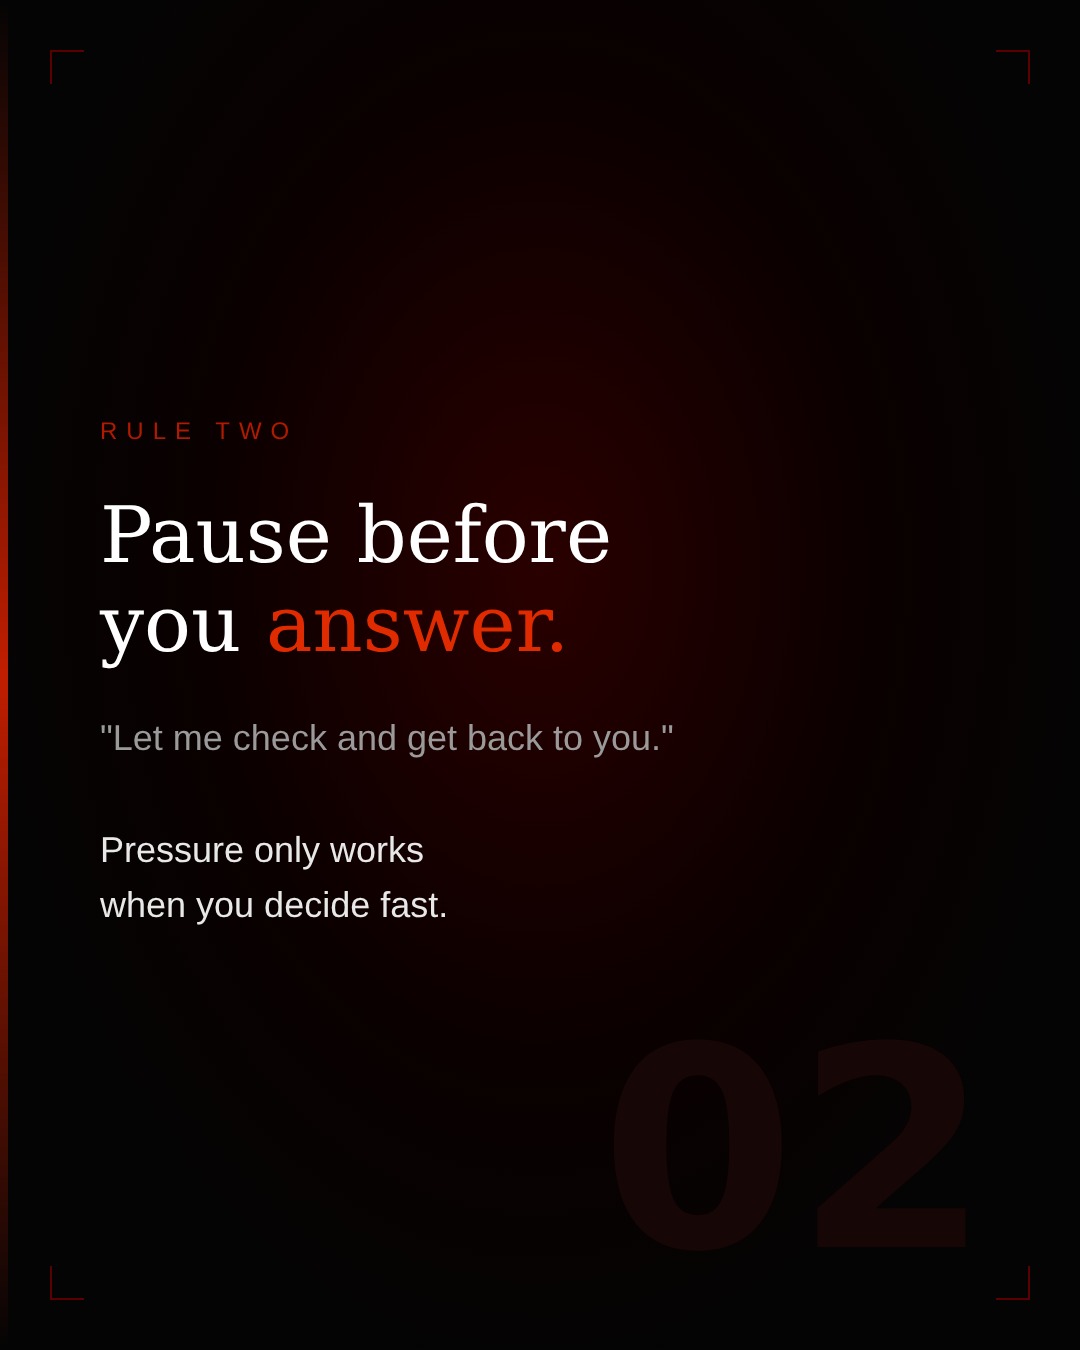 RULE TWO
Pause before
you answer.
"Let me check and get back to you."
Pressure only works
when you decide fast.
02